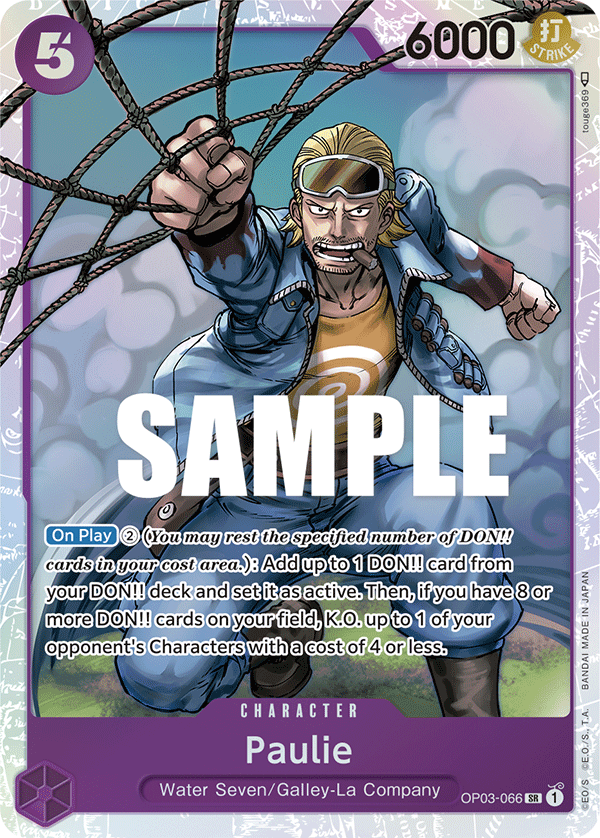 5
6000
打
STRIKE
touge369
SAMPLE
On Play ② (You may rest the specified number of DON!!
cards in your cost area.): Add up to 1 DON!! card from
your DON!! deck and set it as active. Then, if you have 8 or
more DON!! cards on your field, K.O. up to 1 of your
opponent's Characters with a cost of 4 or less.
CHARACTER
Paulie
Water Seven/Galley-La Company
OP03-066 SR 1
©E.O/S ©E.O./S., T.A. BANDAI MADE IN JAPAN